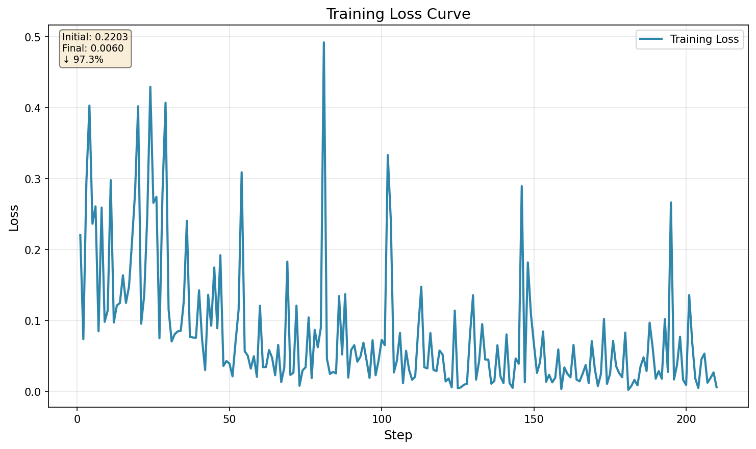 Training Loss Curve
Initial: 0.2203
Final: 0.0060
↓ 97.3%
Training Loss
0.5
0.4
0.3
0.2
0.1
0.0
Loss
0
50
100
150
200
Step